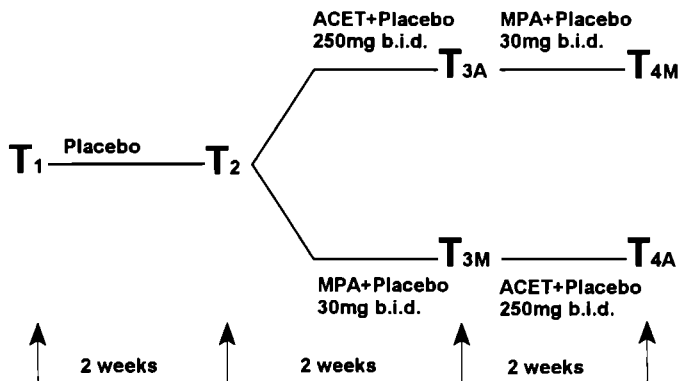 ACET+Placebo MPA+Placebo
250mg b.i.d. 30mg b.i.d.
T3A T4M
Placebo
T1 T2
T3M T4A
MPA+Placebo ACET+Placebo
30mg b.i.d. 250mg b.i.d.
2 weeks 2 weeks 2 weeks